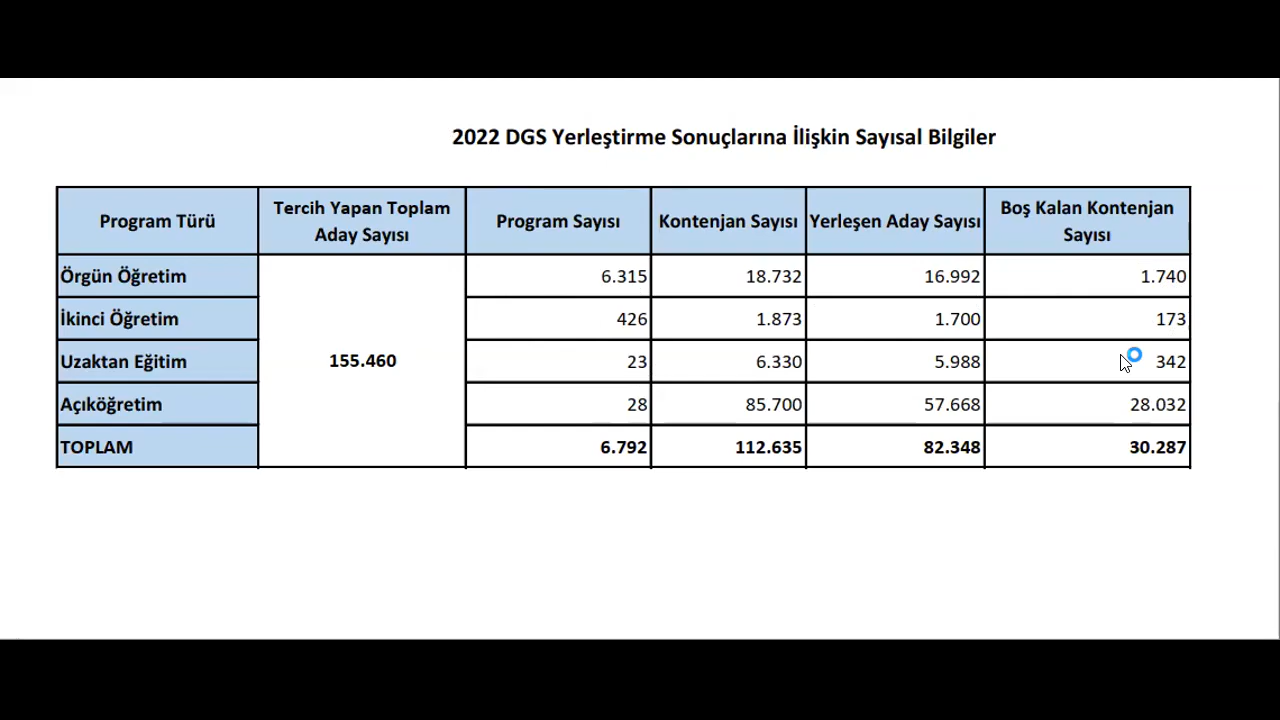 2022 DGS Yerleştirme Sonuçlarına İlişkin Sayısal Bilgiler
Program Türü Tercih Yapan Toplam Aday Sayısı Program Sayısı Kontenjan Sayısı Yerleşen Aday Sayısı Boş Kalan Kontenjan Sayısı
Örgün Öğretim 6.315 18.732 16.992 1.740
İkinci Öğretim 426 1.873 1.700 173
Uzaktan Eğitim 155.460 23 6.330 5.988 342
Açıköğretim 28 85.700 57.668 28.032
TOPLAM 6.792 112.635 82.348 30.287